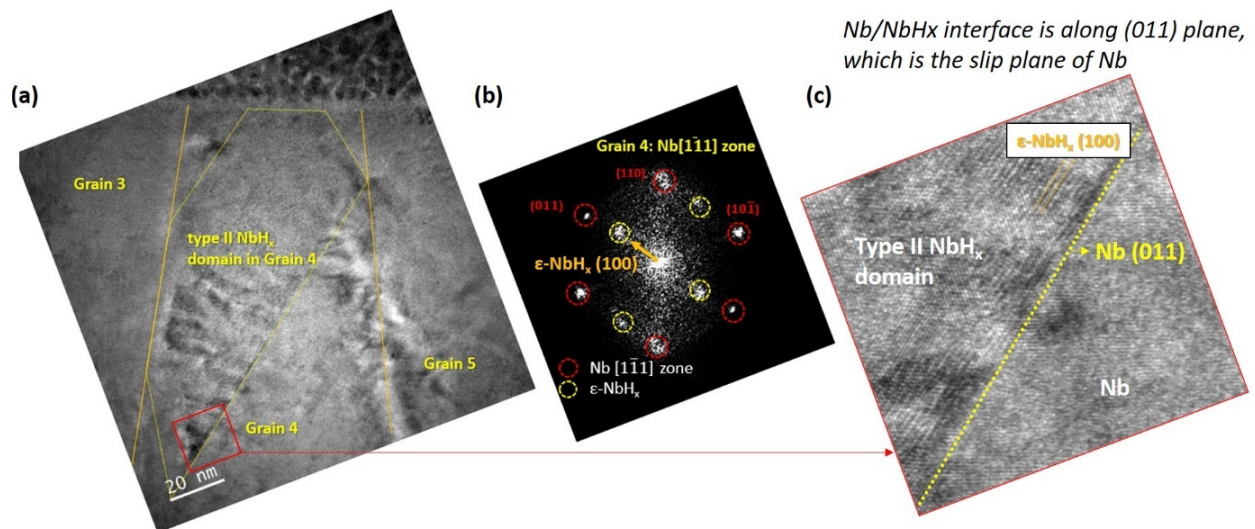 Nb/NbHx interface is along (011) plane,
which is the slip plane of Nb
(a)
Grain 3
type II NbHₓ
domain in Grain 4
Grain 5
Grain 4
20 nm
(b)
Grain 4: Nb[11̅1] zone
(110)
(011)
(101̅)
ε-NbHₓ (100)
Nb [11̅1] zone
ε-NbHₓ
(c)
ε-NbHₓ (100)
Type II NbHₓ
domain
Nb (011)
Nb